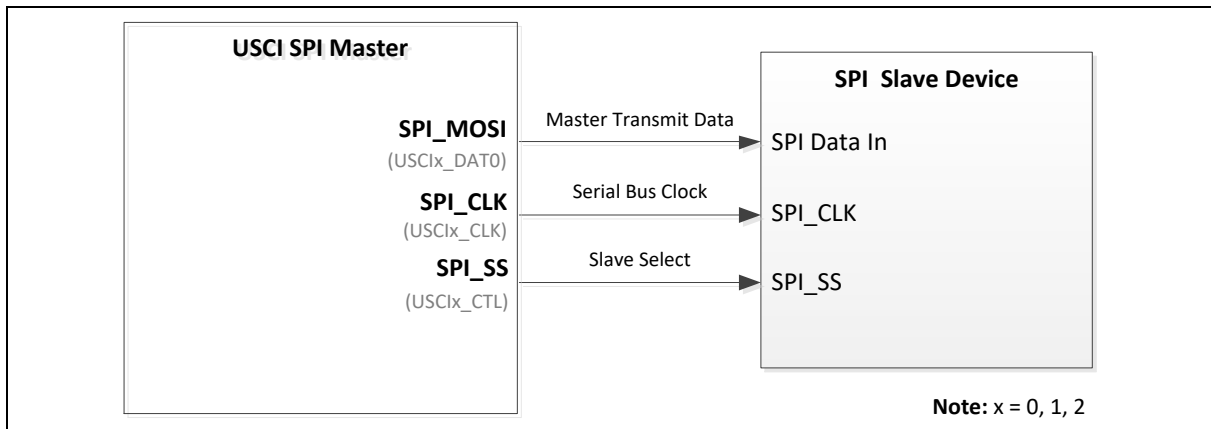 USCI SPI Master
SPI Slave Device
SPI_MOSI
(USCIx_DAT0)
Master Transmit Data
SPI Data In
SPI_CLK
(USCIx_CLK)
Serial Bus Clock
SPI_CLK
SPI_SS
(USCIx_CTL)
Slave Select
SPI_SS
Note: x = 0, 1, 2